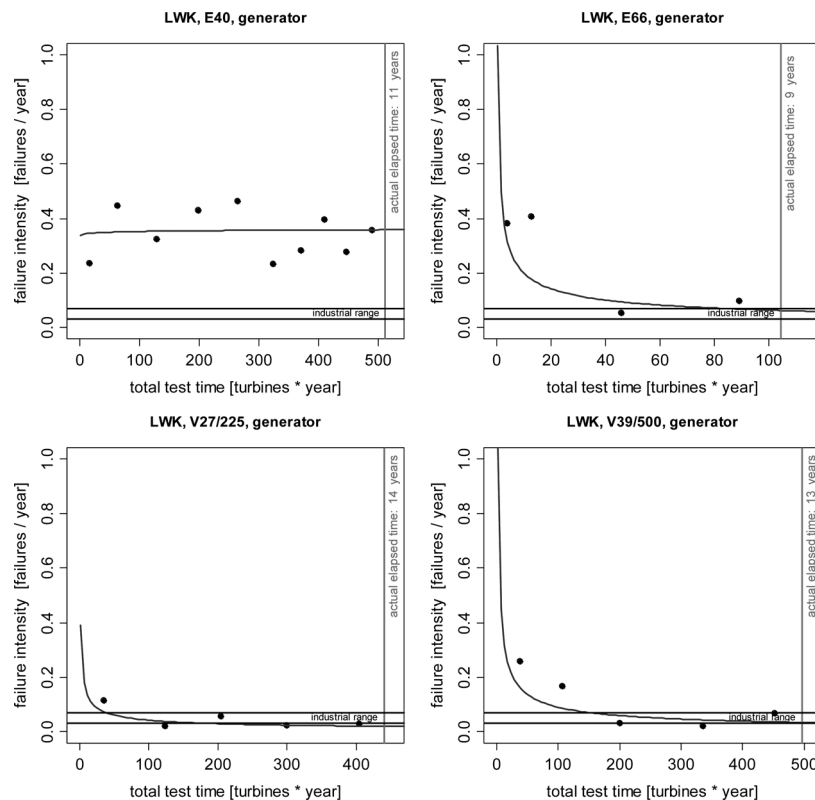 LWK, E40, generator
failure intensity [failures / year]
1.0
0.8
0.6
0.4
0.2
0.0
actual elapsed time: 11 years
industrial range
0 100 200 300 400 500
total test time [turbines * year]
LWK, E66, generator
failure intensity [failures / year]
1.0
0.8
0.6
0.4
0.2
0.0
actual elapsed time: 9 years
industrial range
0 20 40 60 80 100
total test time [turbines * year]
LWK, V27/225, generator
failure intensity [failures / year]
1.0
0.8
0.6
0.4
0.2
0.0
actual elapsed time: 14 years
industrial range
0 100 200 300 400
total test time [turbines * year]
LWK, V39/500, generator
failure intensity [failures / year]
1.0
0.8
0.6
0.4
0.2
0.0
actual elapsed time: 13 years
industrial range
0 100 200 300 400 500
total test time [turbines * year]